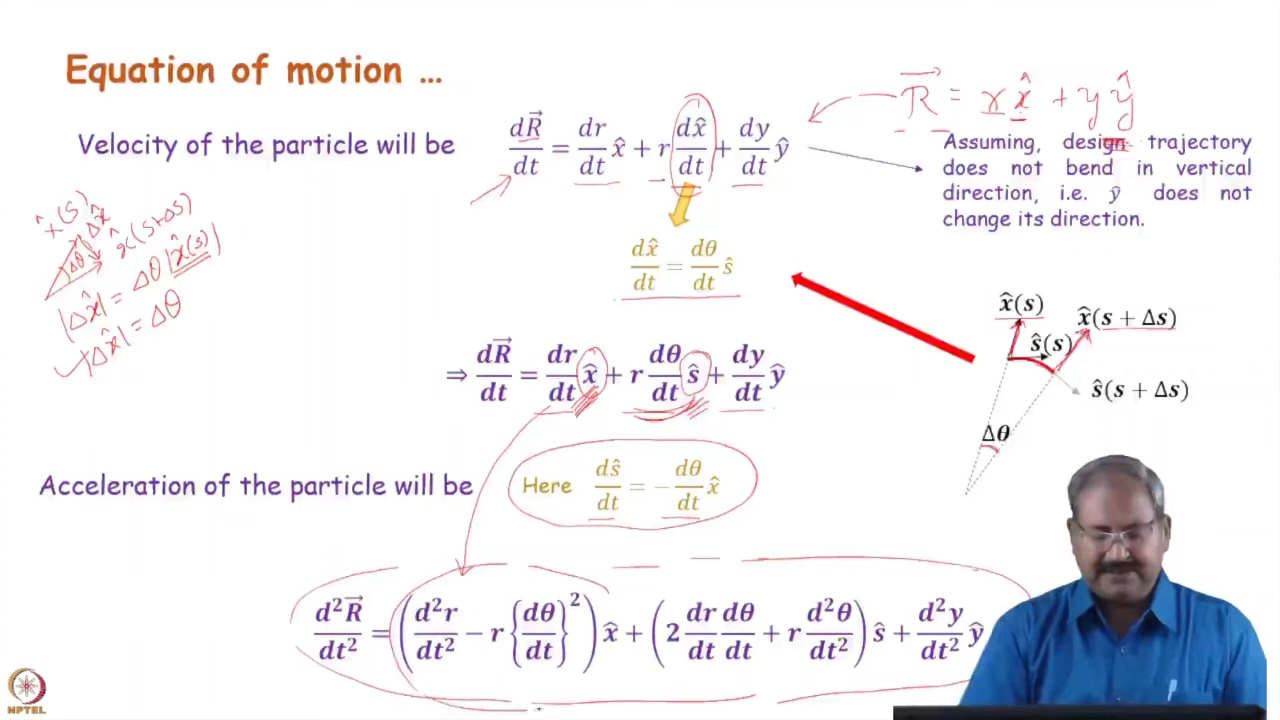 Equation of motion ...
R⃗ = r x̂ + y ŷ
Velocity of the particle will be
dR⃗/dt = dr/dt x̂ + r dx̂/dt + dy/dt ŷ
Assuming, design trajectory
does not bend in vertical
direction, i.e. ŷ does not
change its direction.
x̂(s)
Δx̂
x̂(s+Δs)
Δθ
|Δx̂| = Δθ |x̂(s)|
|Δx̂| = Δθ
dx̂/dt = dθ/dt ŝ
x̂(s)
x̂(s + Δs)
ŝ(s)
ŝ(s + Δs)
Δθ
⇒ dR⃗/dt = dr/dt x̂ + r dθ/dt ŝ + dy/dt ŷ
Acceleration of the particle will be
Here dŝ/dt = − dθ/dt x̂
d²R⃗/dt² = (d²r/dt² − r {dθ/dt}²) x̂ + (2 dr/dt dθ/dt + r d²θ/dt²) ŝ + d²y/dt² ŷ
NPTEL